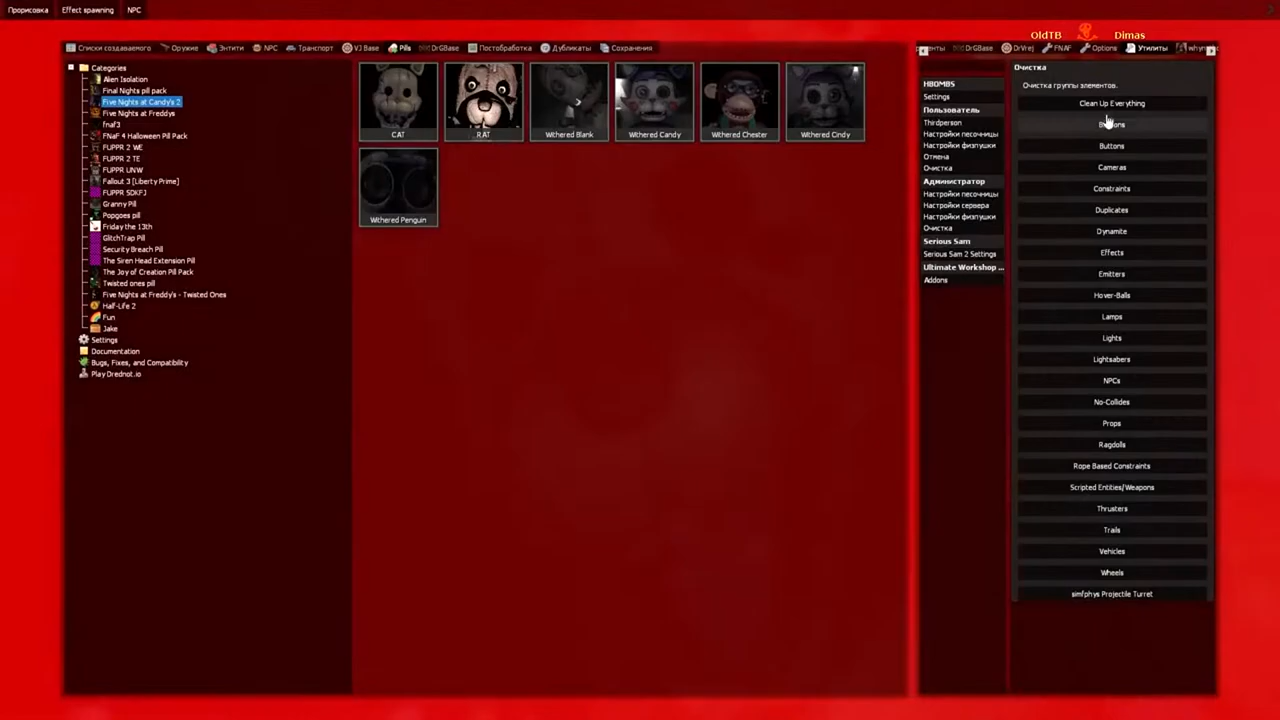 Прорисовка Effect spawning NPC
OldTB Dimas
Списки создаваемого Оружие Энтити NPC Транспорт VJ Base Pills DrGBase Постобработка Дубликаты Сохранения
DrGBase DrVrej FNAF Options Утилиты
Categories
Alien Isolation
Final Nights pill pack
Five Nights at Candy's 2
Five Nights at Freddys
fnaf3
FNAF 4 Halloween Pill Pack
FUPPR 2 WE
FUPPR 2 TE
FUPPR UNW
Fallout 3 [Liberty Prime]
FUPPR SDKFJ
Granny Pill
Popgoes pill
Friday the 13th
GlitchTrap Pill
Security Breach Pill
The Siren Head Extension Pill
The Joy of Creation Pill Pack
Twisted ones pill
Five Nights at Freddy's - Twisted Ones
Half-Life 2
Fun
Jake
Settings
Documentation
Bugs, Fixes, and Compatibility
Play Drednot.io
CAT RAT Withered Blank Withered Candy Withered Chester Withered Cindy
Withered Penguin
HBOMBS
Settings
Пользователь
Thirdperson
Настройки песочницы
Настройки физпушки
Отмена
Очистка
Администратор
Настройки песочницы
Настройки сервера
Настройки физпушки
Очистка
Serious Sam
Serious Sam 2 Settings
Ultimate Workshop ...
Addons
Очистка
Очистка группы элементов.
Clean Up Everything
Buttons
Cameras
Constraints
Duplicates
Dynamite
Effects
Emitters
Hover-Balls
Lamps
Lights
Lightsabers
NPCs
No-Collides
Props
Ragdolls
Rope Based Constraints
Scripted Entities/Weapons
Thrusters
Trails
Vehicles
Wheels
simfphys Projectile Turret